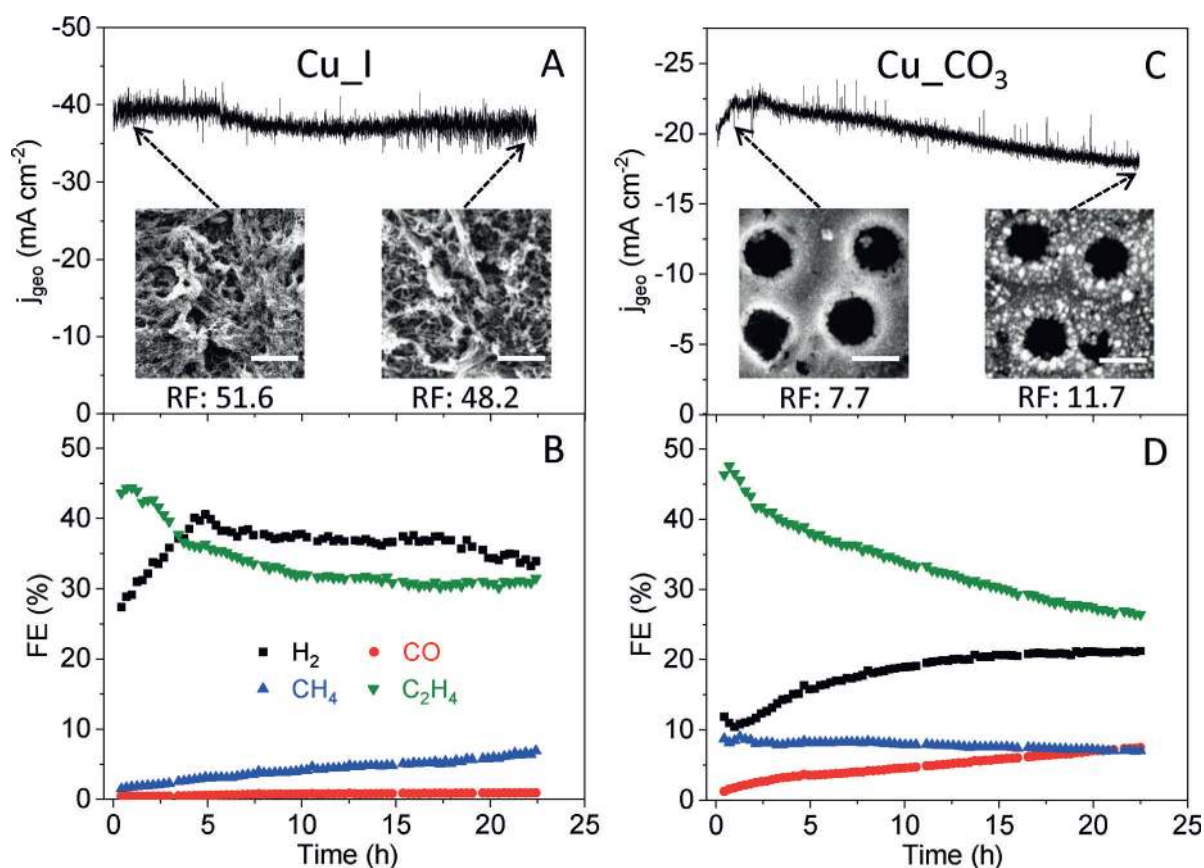 Cu_I
A
-50
-40
-30
-20
-10
0
j_geo (mA cm⁻²)
RF: 51.6
RF: 48.2
B
50
40
30
20
10
0
FE (%)
H₂
CO
CH₄
C₂H₄
0
5
10
15
20
25
Time (h)
Cu_CO₃
C
-25
-20
-15
-10
-5
0
j_geo (mA cm⁻²)
RF: 7.7
RF: 11.7
D
50
40
30
20
10
0
FE (%)
0
5
10
15
20
25
Time (h)